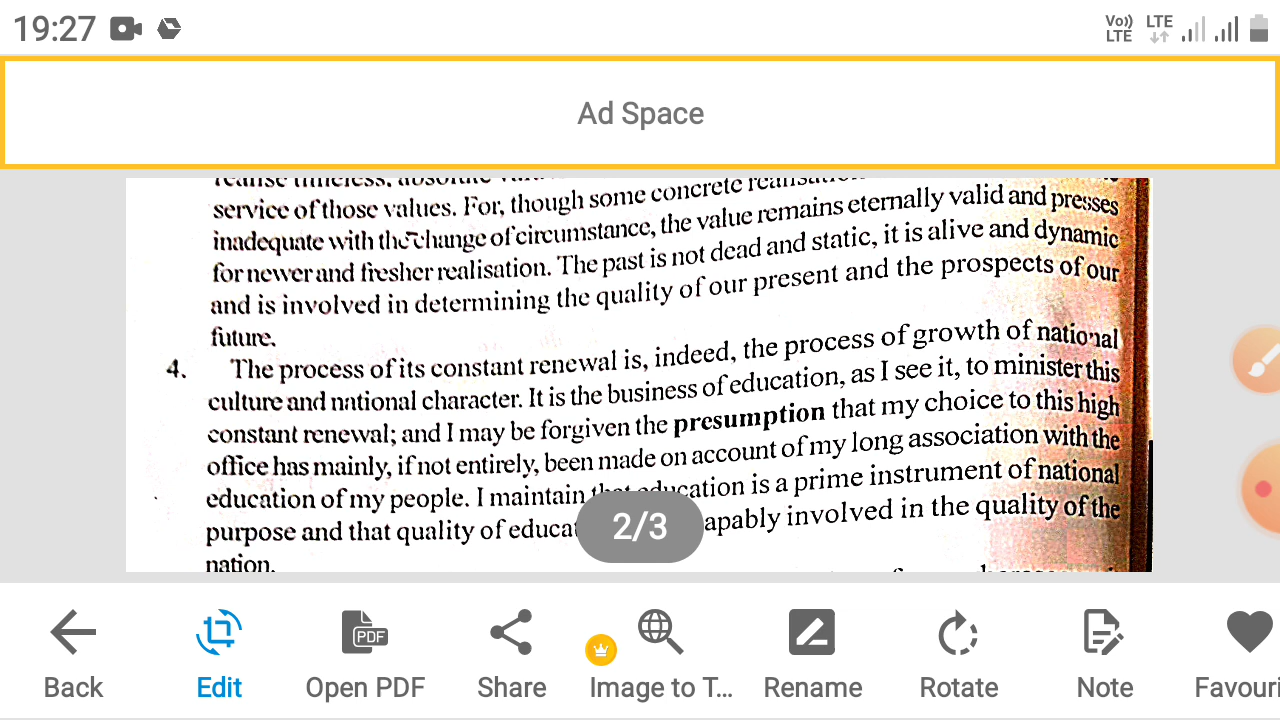 19:27
Vo)) LTE LTE
Ad Space
service of those values. For, though some concrete
inadequate with the change of circumstance, the value remains eternally valid and presses
for newer and fresher realisation. The past is not dead and static, it is alive and dynamic
and is involved in determining the quality of our present and the prospects of our
future.
4. The process of its constant renewal is, indeed, the process of growth of national
culture and national character. It is the business of education, as I see it, to minister this
constant renewal; and I may be forgiven the presumption that my choice to this high
office has mainly, if not entirely, been made on account of my long association with the
education of my people. I maintain that education is a prime instrument of national
purpose and that quality of educa apably involved in the quality of the
nation.
2/3
PDF
Back Edit Open PDF Share Image to T... Rename Rotate Note Favouri